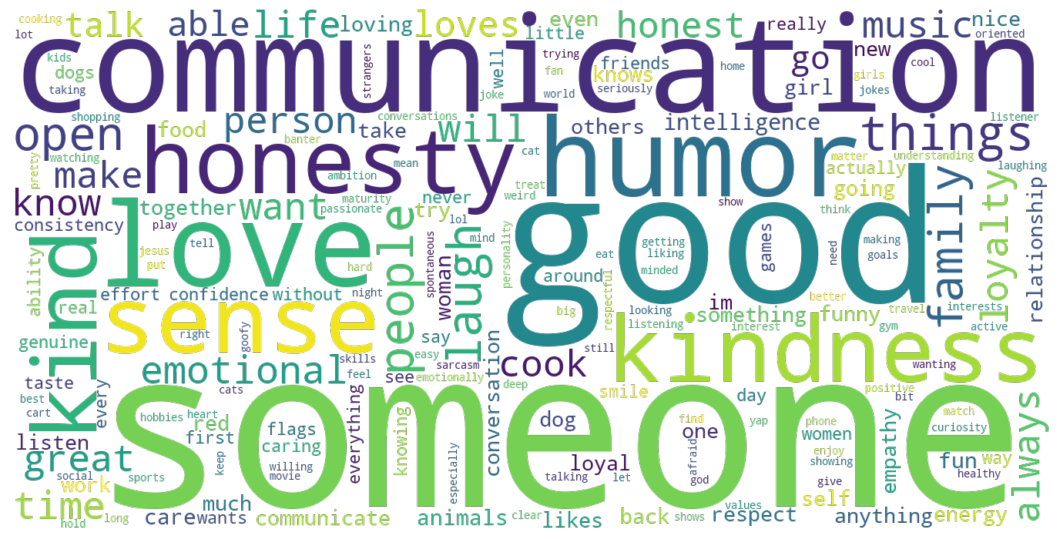 cooking talk able life loving loves even honest really music nice
lot little trying oriented
communication
kids dogs taking strangers well joke fan friends knows world seriously home go new girl girls cool jokes
shopping open food person banter take conversations will others intelligence things listener
pretty watching make honesty mean cat humor matter actually understanding laughing
know together want ambition maturity passionate never try treat weird show going think family loyalty relationship
consistency play lol
jesus put tell love hard people spontaneous woman laugh mind personality good around eat getting liking minded games need making goals
ability real kind effort confidence without night big respectful looking listening im something better funny travel interests
genuine sense right goofy say easy sarcasm still interest gym active
taste best cart every emotional cats skills feel see emotionally cook kindness wanting
hobbies heart someone conversation deep smile day positive bit
listen red first flags caring everything knowing dog find one yap phone women match curiosity
great social sports keep willing movie especially loyal talking let afraid god enjoy showing empathy fun way always
time work hold long much care wants communicate animals clear likes back shows values respect give self anything energy healthy